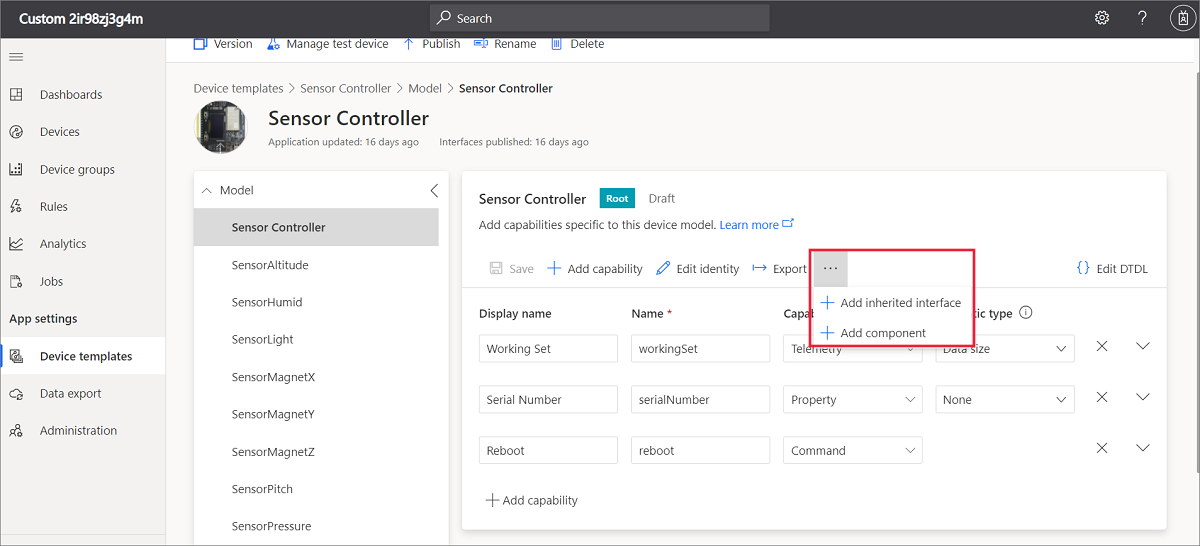 Custom 2ir98zj3g4m
Search
Version
Manage test device
Publish
Rename
Delete
Dashboards
Devices
Device groups
Rules
Analytics
Jobs
App settings
Device templates
Data export
Administration
Device templates > Sensor Controller > Model > Sensor Controller
Sensor Controller
Application updated: 16 days ago
Interfaces published: 16 days ago
Model
Sensor Controller
SensorAltitude
SensorHumid
SensorLight
SensorMagnetX
SensorMagnetY
SensorMagnetZ
SensorPitch
SensorPressure
Sensor Controller
Root
Draft
Add capabilities specific to this device model. Learn more
Save
Add capability
Edit identity
Export
...
Edit DTDL
Add inherited interface
Add component
Display name
Name *
Capab
tic type
Working Set
workingSet
Telemetry
Data size
Serial Number
serialNumber
Property
None
Reboot
reboot
Command
Add capability